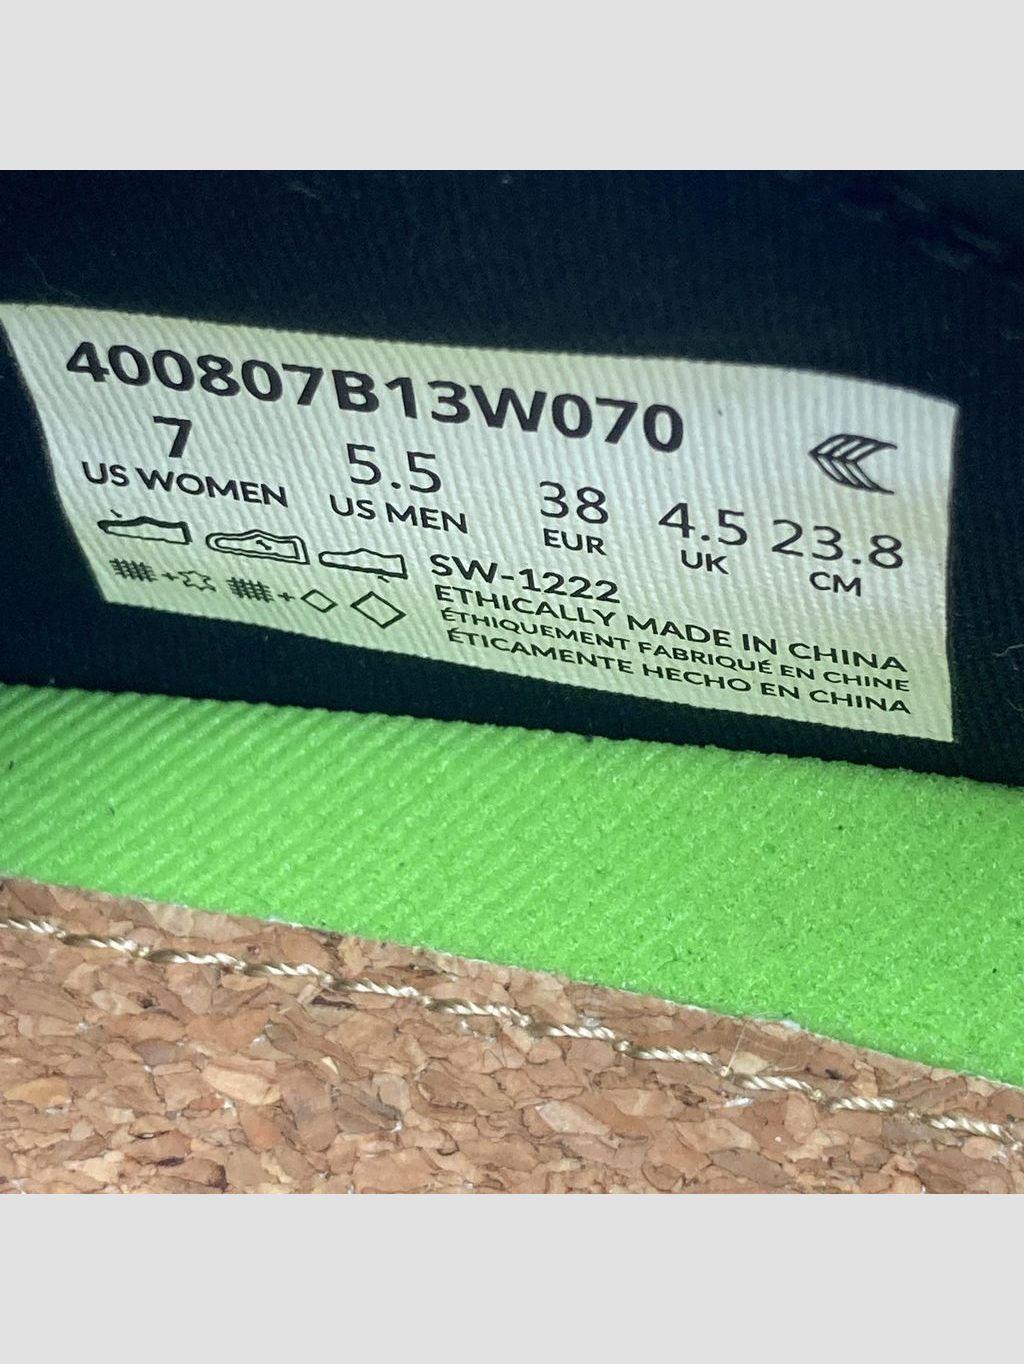 400807B13W070
7 5.5 38 4.5 23.8
US WOMEN US MEN EUR UK CM
SW-1222
ETHICALLY MADE IN CHINA
ÉTHIQUEMENT FABRIQUÉ EN CHINE
ÉTICAMENTE HECHO EN CHINA